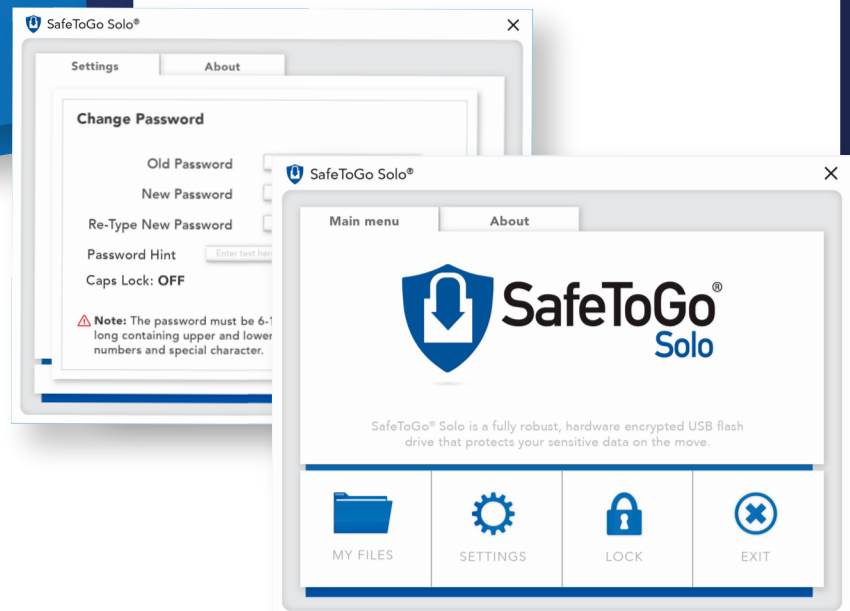 SafeToGo Solo®
Settings
About
Change Password
Old Password
New Password
Re-Type New Password
Password Hint
Enter text here
Caps Lock: OFF
Note: The password must be 6-1
long containing upper and lower
numbers and special character.
SafeToGo Solo®
Main menu
About
SafeToGo®
Solo
SafeToGo® Solo is a fully robust, hardware encrypted USB flash
drive that protects your sensitive data on the move.
MY FILES
SETTINGS
LOCK
EXIT